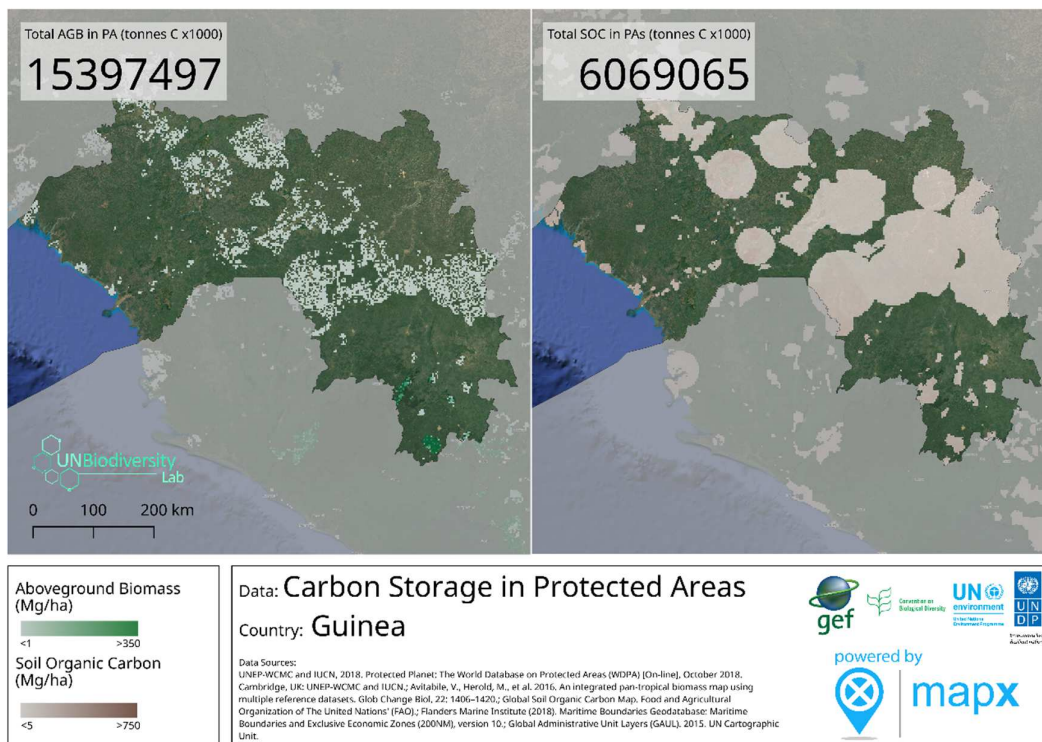 Total AGB in PA (tonnes C x1000)
15397497
Total SOC in PAs (tonnes C x1000)
6069065
UNBiodiversity
Lab
0 100 200 km
Aboveground Biomass
(Mg/ha)
<1 >350
Soil Organic Carbon
(Mg/ha)
<5 >750
Data: Carbon Storage in Protected Areas
Country: Guinea
Data Sources:
UNEP-WCMC and IUCN, 2018. Protected Planet: The World Database on Protected Areas (WDPA) [On-line], October 2018.
Cambridge, UK: UNEP-WCMC and IUCN.; Avitabile, V., Herold, M., et al. 2016. An integrated pan-tropical biomass map using
multiple reference datasets. Glob Change Biol, 22: 1406–1420.; Global Soil Organic Carbon Map. Food and Agricultural
Organization of The United Nations' (FAO).; Flanders Marine Institute (2018). Maritime Boundaries Geodatabase: Maritime
Boundaries and Exclusive Economic Zones (200NM), version 10.; Global Administrative Unit Layers (GAUL). 2015. UN Cartographic
Unit.
gef
Convention on
Biological Diversity
UN
environment
United Nations
Environment Programme
U N
D P
powered by
mapx